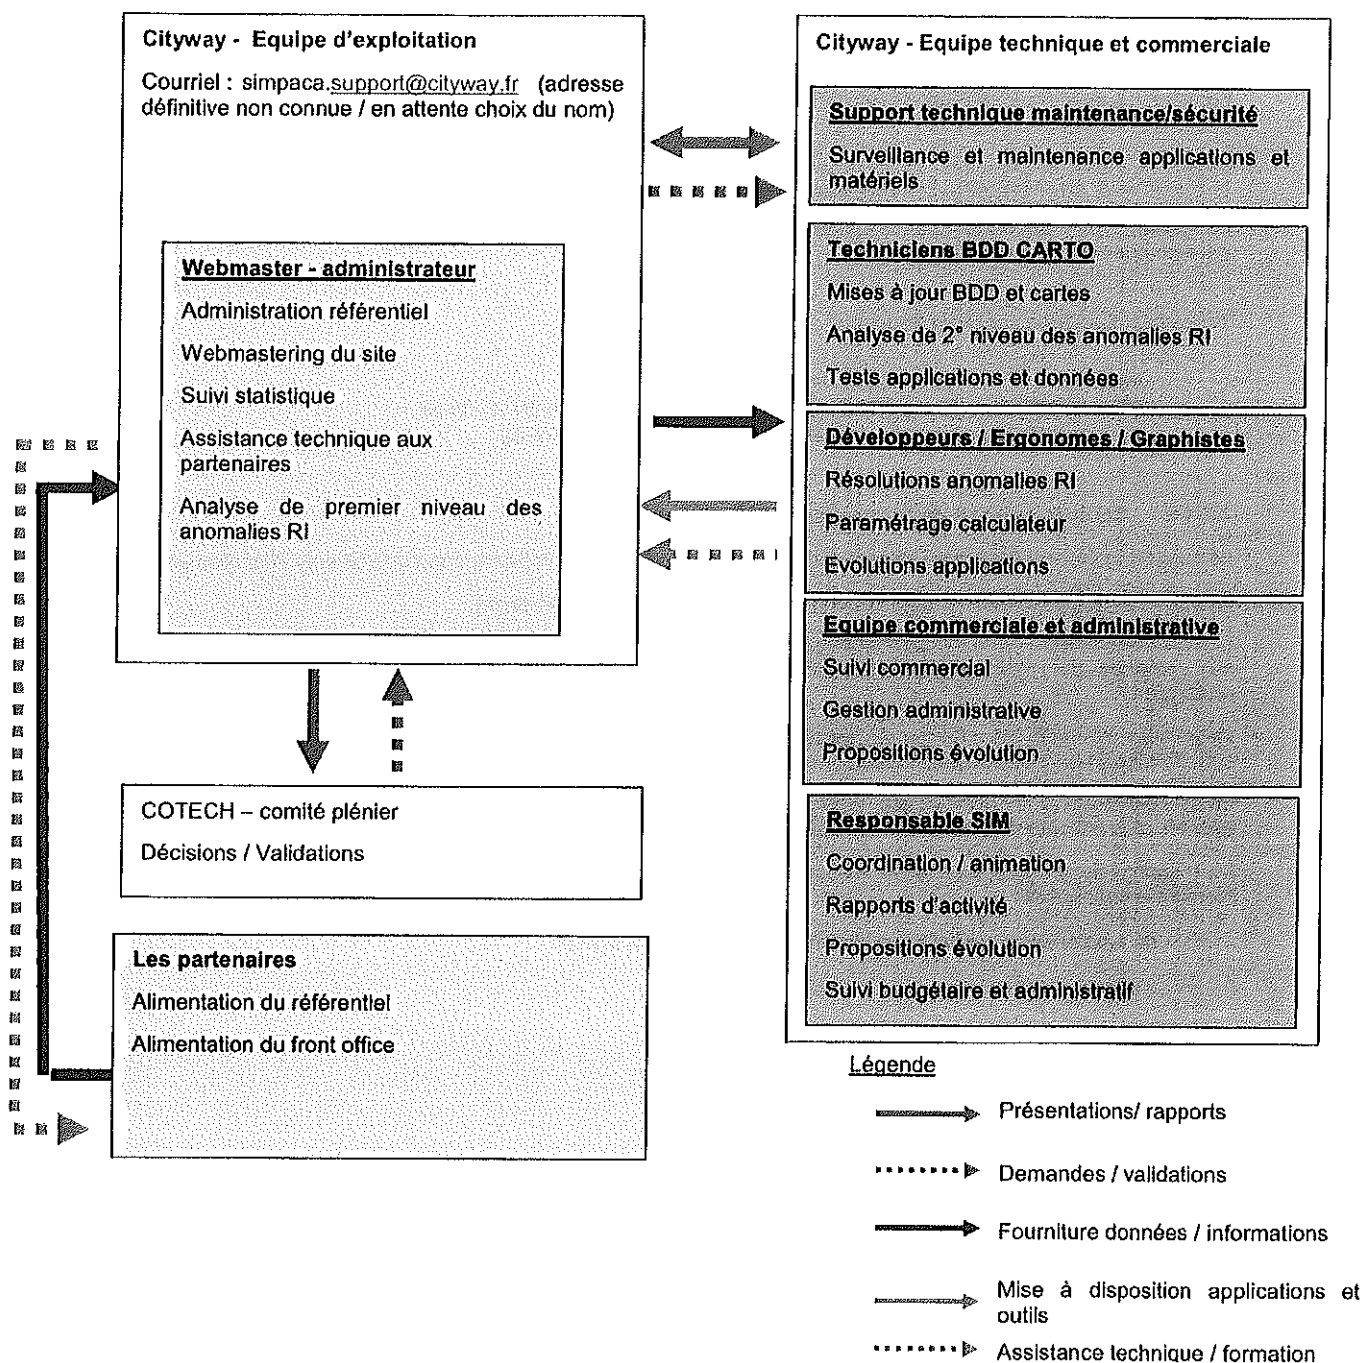 Cityway - Equipe d'exploitation
Courriel : simpaca.support@cityway.fr (adresse
définitive non connue / en attente choix du nom)
Webmaster - administrateur
Administration référentiel
Webmastering du site
Suivi statistique
Assistance technique aux
partenaires
Analyse de premier niveau des
anomalies RI
COTECH – comité plénier
Décisions / Validations
Les partenaires
Alimentation du référentiel
Alimentation du front office
Cityway - Equipe technique et commerciale
Support technique maintenance/sécurité
Surveillance et maintenance applications et
matériels
Techniciens BDD CARTO
Mises à jour BDD et cartes
Analyse de 2° niveau des anomalies RI
Tests applications et données
Développeurs / Ergonomes / Graphistes
Résolutions anomalies RI
Paramétrage calculateur
Evolutions applications
Equipe commerciale et administrative
Suivi commercial
Gestion administrative
Propositions évolution
Responsable SIM
Coordination / animation
Rapports d'activité
Propositions évolution
Suivi budgétaire et administratif
Légende
Présentations/ rapports
Demandes / validations
Fourniture données / informations
Mise à disposition applications et
outils
Assistance technique / formation